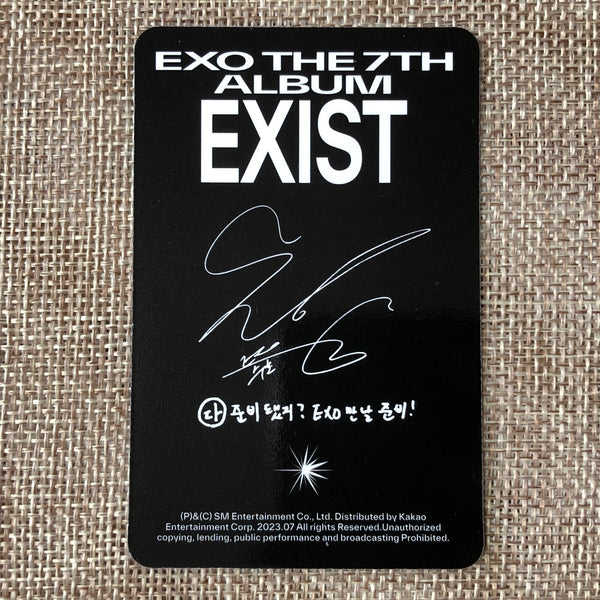 EXO THE 7TH
ALBUM
EXIST
다 준비됐지? EXO 만날 준비!
(P)&(C) SM Entertainment Co., Ltd. Distributed by Kakao
Entertainment Corp. 2023.07 All rights Reserved.Unauthorized
copying, lending, public performance and broadcasting Prohibited.